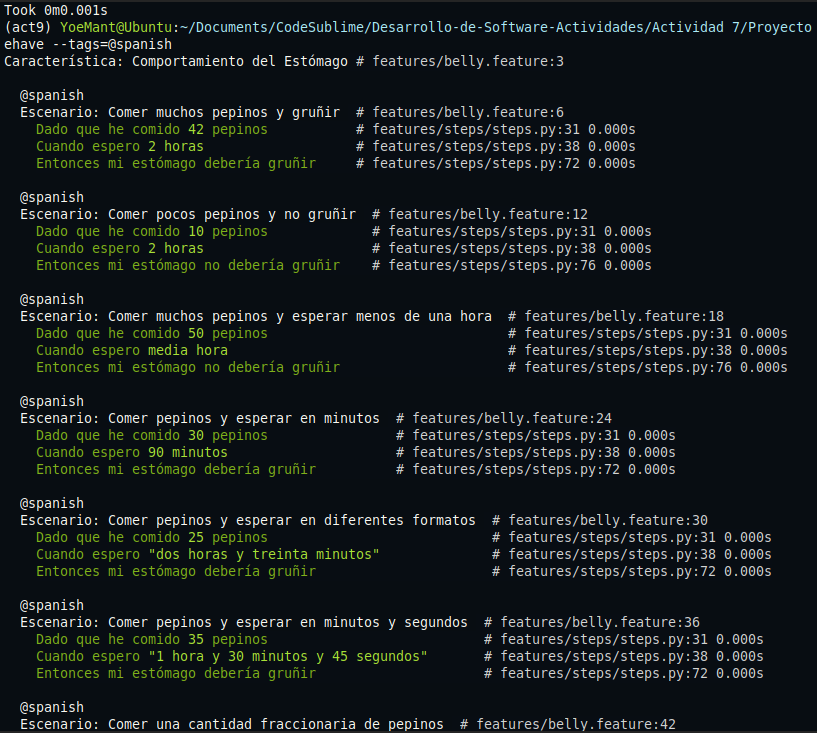 Took 0m0.001s
(act9) YoeMant@Ubuntu:~/Documents/CodeSublime/Desarrollo-de-Software-Actividades/Actividad 7/Proyecto
ehave --tags=@spanish
Característica: Comportamiento del Estómago # features/belly.feature:3
@spanish
Escenario: Comer muchos pepinos y gruñir # features/belly.feature:6
Dado que he comido 42 pepinos # features/steps/steps.py:31 0.000s
Cuando espero 2 horas # features/steps/steps.py:38 0.000s
Entonces mi estómago debería gruñir # features/steps/steps.py:72 0.000s
@spanish
Escenario: Comer pocos pepinos y no gruñir # features/belly.feature:12
Dado que he comido 10 pepinos # features/steps/steps.py:31 0.000s
Cuando espero 2 horas # features/steps/steps.py:38 0.000s
Entonces mi estómago no debería gruñir # features/steps/steps.py:76 0.000s
@spanish
Escenario: Comer muchos pepinos y esperar menos de una hora # features/belly.feature:18
Dado que he comido 50 pepinos # features/steps/steps.py:31 0.000s
Cuando espero media hora # features/steps/steps.py:38 0.000s
Entonces mi estómago no debería gruñir # features/steps/steps.py:76 0.000s
@spanish
Escenario: Comer pepinos y esperar en minutos # features/belly.feature:24
Dado que he comido 30 pepinos # features/steps/steps.py:31 0.000s
Cuando espero 90 minutos # features/steps/steps.py:38 0.000s
Entonces mi estómago debería gruñir # features/steps/steps.py:72 0.000s
@spanish
Escenario: Comer pepinos y esperar en diferentes formatos # features/belly.feature:30
Dado que he comido 25 pepinos # features/steps/steps.py:31 0.000s
Cuando espero "dos horas y treinta minutos" # features/steps/steps.py:38 0.000s
Entonces mi estómago debería gruñir # features/steps/steps.py:72 0.000s
@spanish
Escenario: Comer pepinos y esperar en minutos y segundos # features/belly.feature:36
Dado que he comido 35 pepinos # features/steps/steps.py:31 0.000s
Cuando espero "1 hora y 30 minutos y 45 segundos" # features/steps/steps.py:38 0.000s
Entonces mi estómago debería gruñir # features/steps/steps.py:72 0.000s
@spanish
Escenario: Comer una cantidad fraccionaria de pepinos # features/belly.feature:42